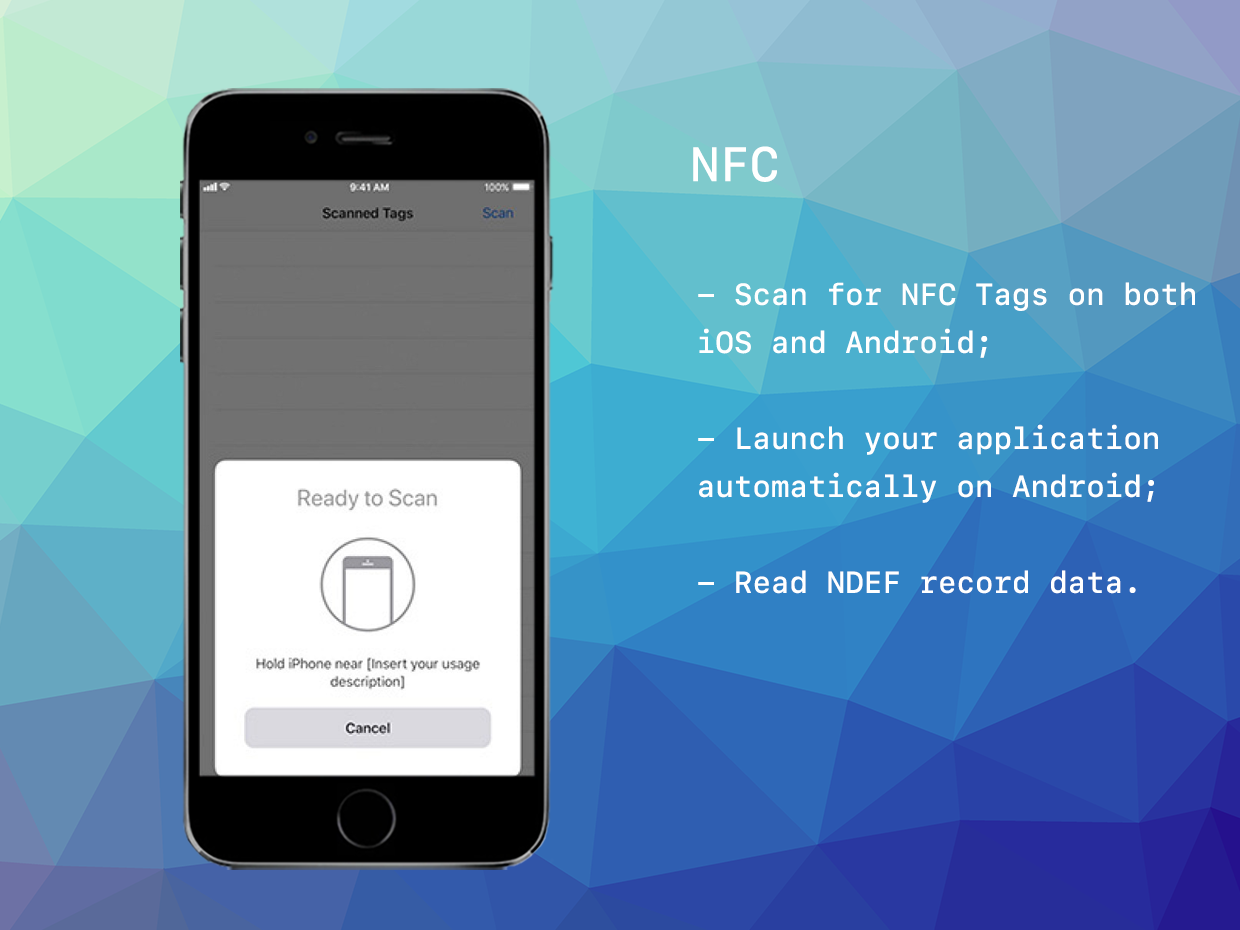 9:41 AM
100%
Scanned Tags
Scan
Ready to Scan
Hold iPhone near [Insert your usage
description]
Cancel
NFC
– Scan for NFC Tags on both
iOS and Android;
– Launch your application
automatically on Android;
– Read NDEF record data.